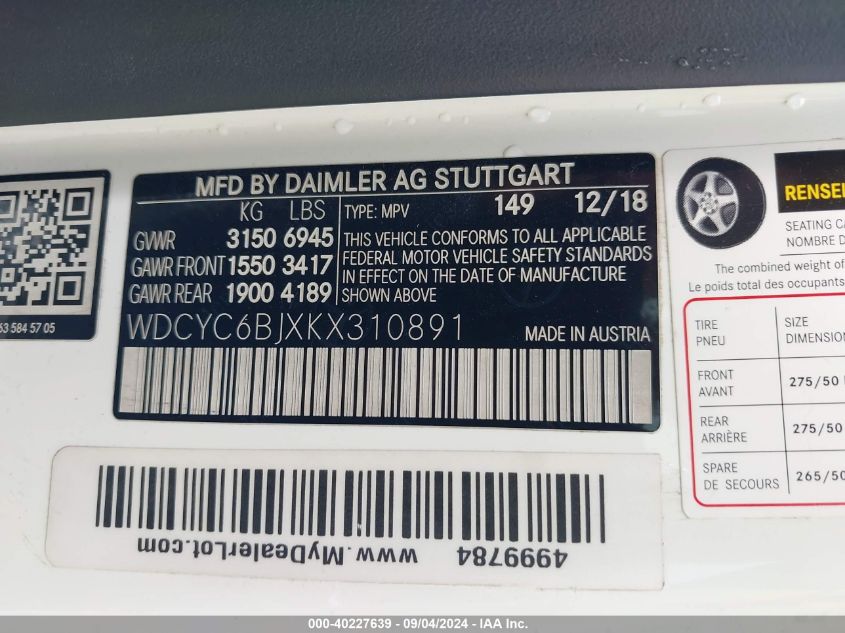 MFD BY DAIMLER AG STUTTGART
KG LBS
GVWR 3150 6945
GAWR FRONT 1550 3417
GAWR REAR 1900 4189
TYPE: MPV 149 12/18
THIS VEHICLE CONFORMS TO ALL APPLICABLE
FEDERAL MOTOR VEHICLE SAFETY STANDARDS
IN EFFECT ON THE DATE OF MANUFACTURE
SHOWN ABOVE
WDCYC6BJXKX310891 MADE IN AUSTRIA
63 584 57 05
RENSEI
SEATING CA
NOMBRE D
The combined weight of
Le poids total des occupants
TIRE SIZE
PNEU DIMENSION
FRONT
AVANT 275/50
REAR
ARRIÈRE 275/50
SPARE
DE SECOURS 265/50
4999784 www.MyDealerLot.com
000-40227639 - 09/04/2024 - IAA Inc.